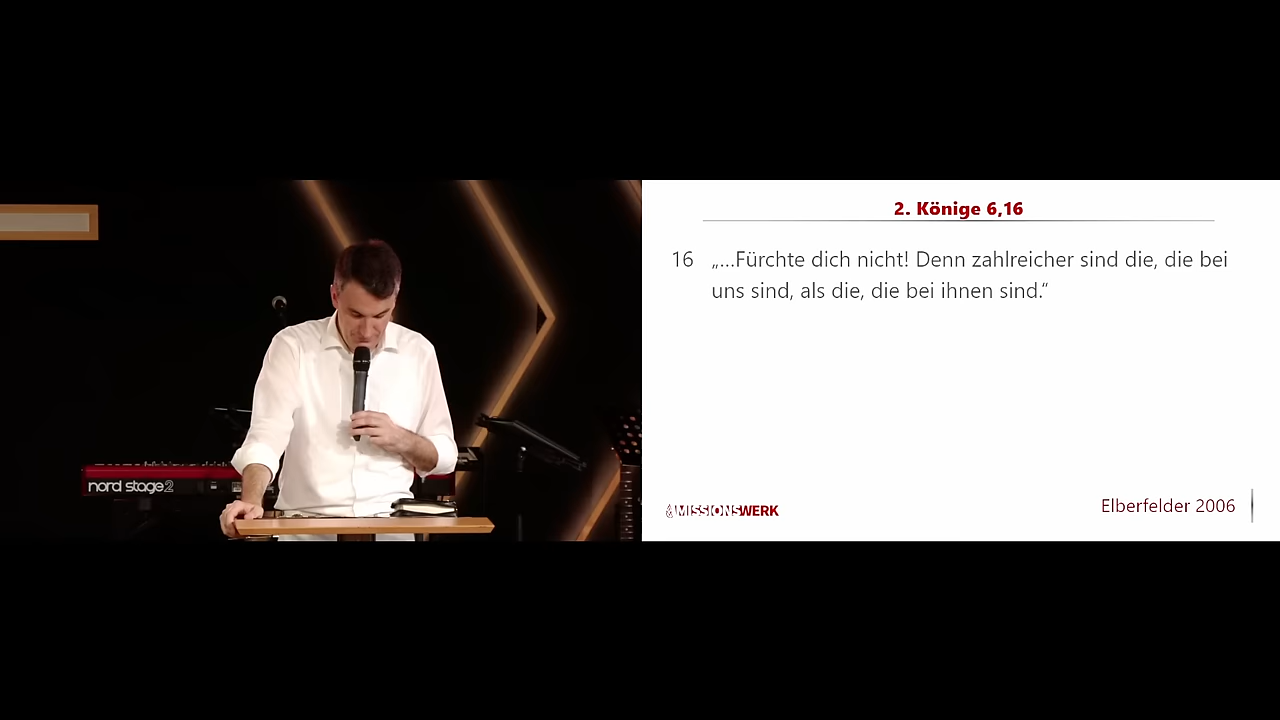 nord stage2
2. Könige 6,16
16 „...Fürchte dich nicht! Denn zahlreicher sind die, die bei
uns sind, als die, die bei ihnen sind.“
MISSIONSWERK
Elberfelder 2006